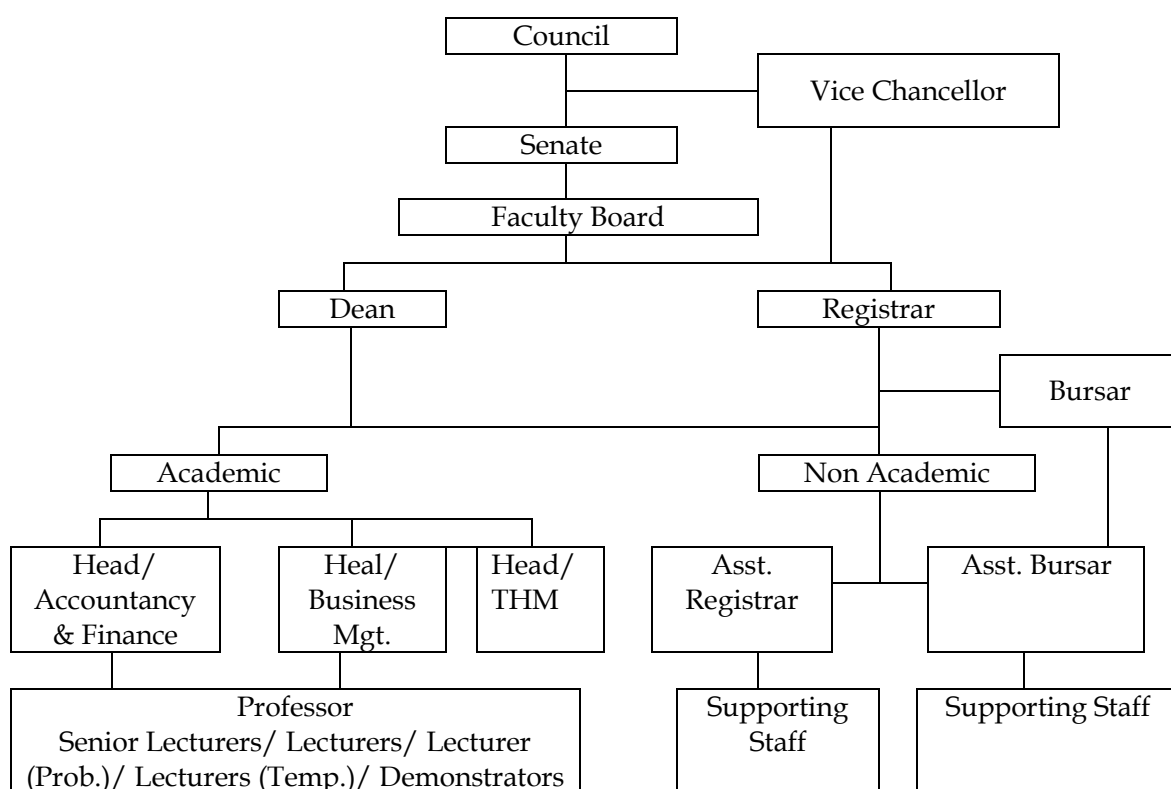 Council
Vice Chancellor
Senate
Faculty Board
Dean
Registrar
Bursar
Academic
Non Academic
Head/
Accountancy
& Finance
Heal/
Business
Mgt.
Head/
THM
Asst.
Registrar
Asst. Bursar
Professor
Senior Lecturers/ Lecturers/ Lecturer
(Prob.)/ Lecturers (Temp.)/ Demonstrators
Supporting
Staff
Supporting Staff